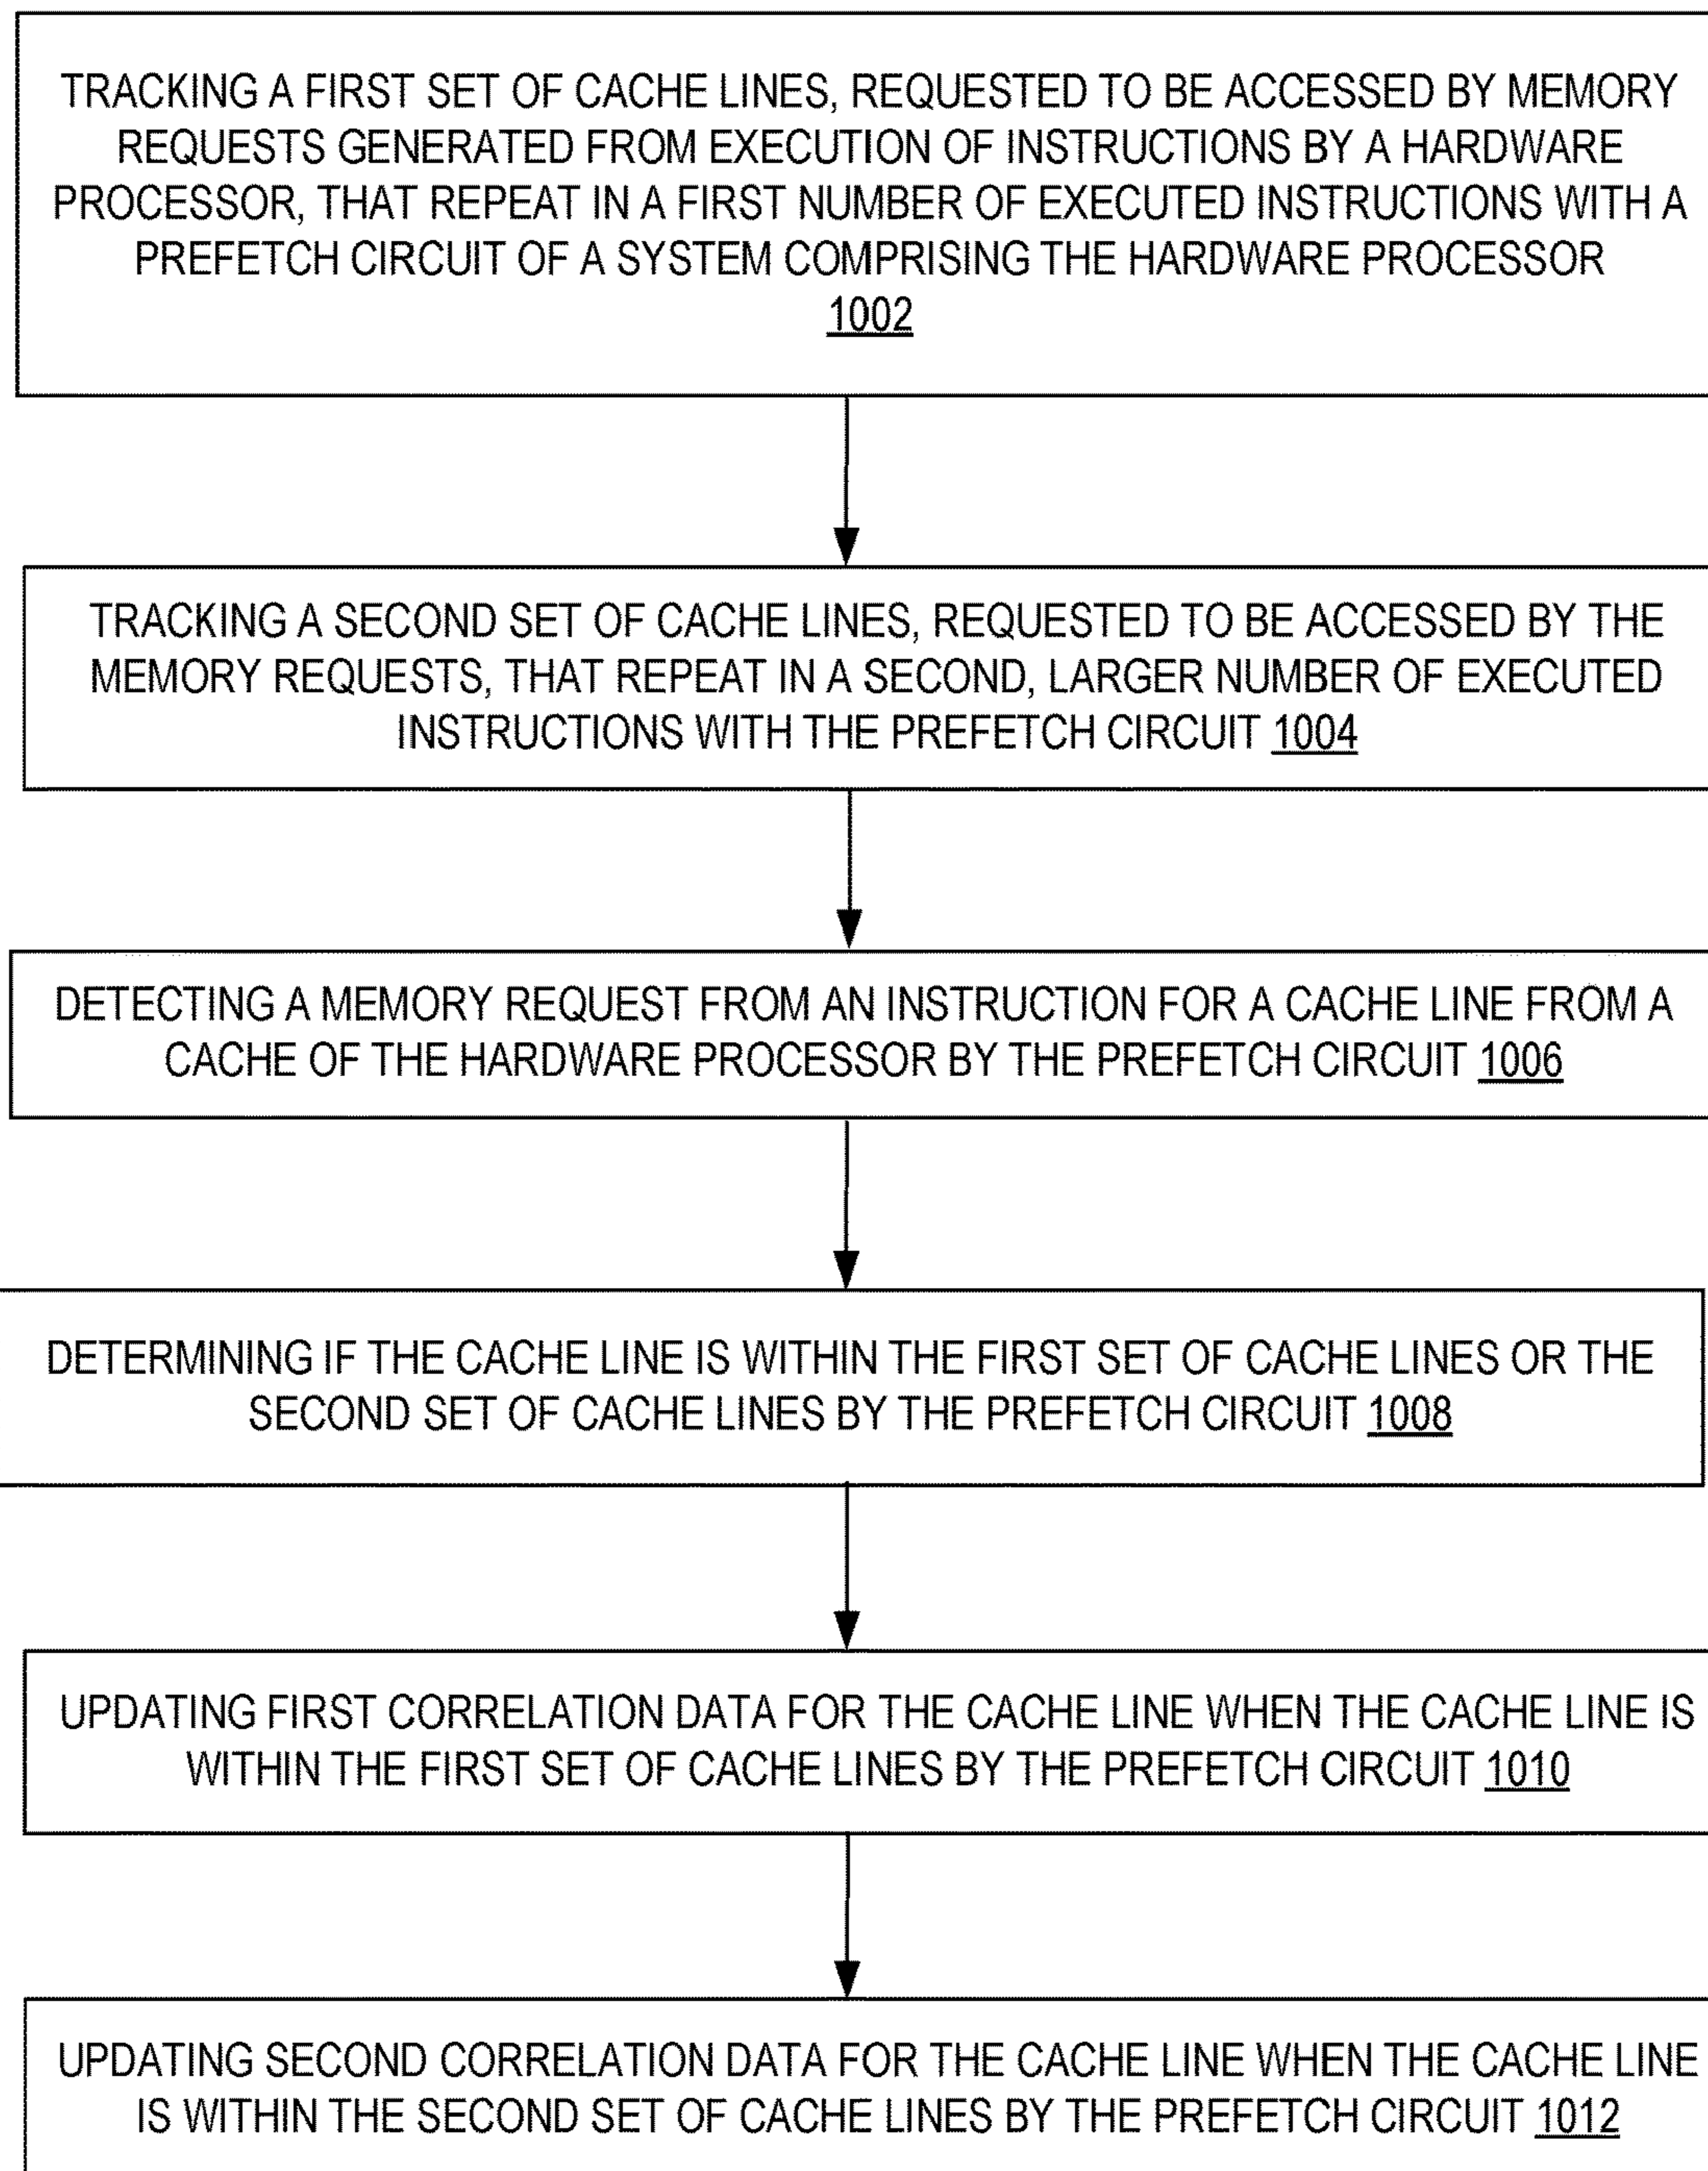 TRACKING A FIRST SET OF CACHE LINES, REQUESTED TO BE ACCESSED BY MEMORY
REQUESTS GENERATED FROM EXECUTION OF INSTRUCTIONS BY A HARDWARE
PROCESSOR, THAT REPEAT IN A FIRST NUMBER OF EXECUTED INSTRUCTIONS WITH A
PREFETCH CIRCUIT OF A SYSTEM COMPRISING THE HARDWARE PROCESSOR
1002
TRACKING A SECOND SET OF CACHE LINES, REQUESTED TO BE ACCESSED BY THE
MEMORY REQUESTS, THAT REPEAT IN A SECOND, LARGER NUMBER OF EXECUTED
INSTRUCTIONS WITH THE PREFETCH CIRCUIT 1004
DETECTING A MEMORY REQUEST FROM AN INSTRUCTION FOR A CACHE LINE FROM A
CACHE OF THE HARDWARE PROCESSOR BY THE PREFETCH CIRCUIT 1006
DETERMINING IF THE CACHE LINE IS WITHIN THE FIRST SET OF CACHE LINES OR THE
SECOND SET OF CACHE LINES BY THE PREFETCH CIRCUIT 1008
UPDATING FIRST CORRELATION DATA FOR THE CACHE LINE WHEN THE CACHE LINE IS
WITHIN THE FIRST SET OF CACHE LINES BY THE PREFETCH CIRCUIT 1010
UPDATING SECOND CORRELATION DATA FOR THE CACHE LINE WHEN THE CACHE LINE
IS WITHIN THE SECOND SET OF CACHE LINES BY THE PREFETCH CIRCUIT 1012